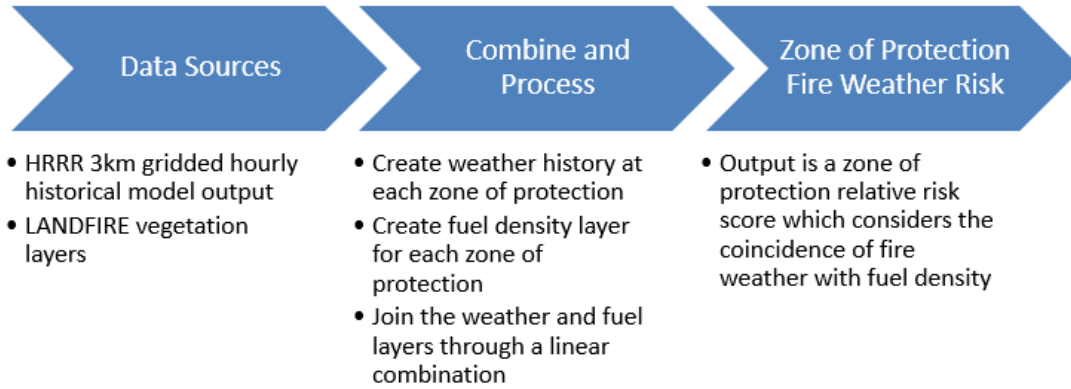 Data Sources
• HRRR 3km gridded hourly
historical model output
• LANDFIRE vegetation
layers
Combine and
Process
• Create weather history at
each zone of protection
• Create fuel density layer
for each zone of
protection
• Join the weather and fuel
layers through a linear
combination
Zone of Protection
Fire Weather Risk
• Output is a zone of
protection relative risk
score which considers the
coincidence of fire
weather with fuel density